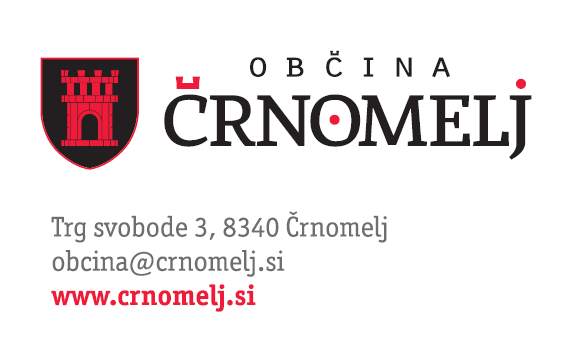 OBČINA
ČRNOMELJ
Trg svobode 3, 8340 Črnomelj
obcina@crnomelj.si
www.crnomelj.si